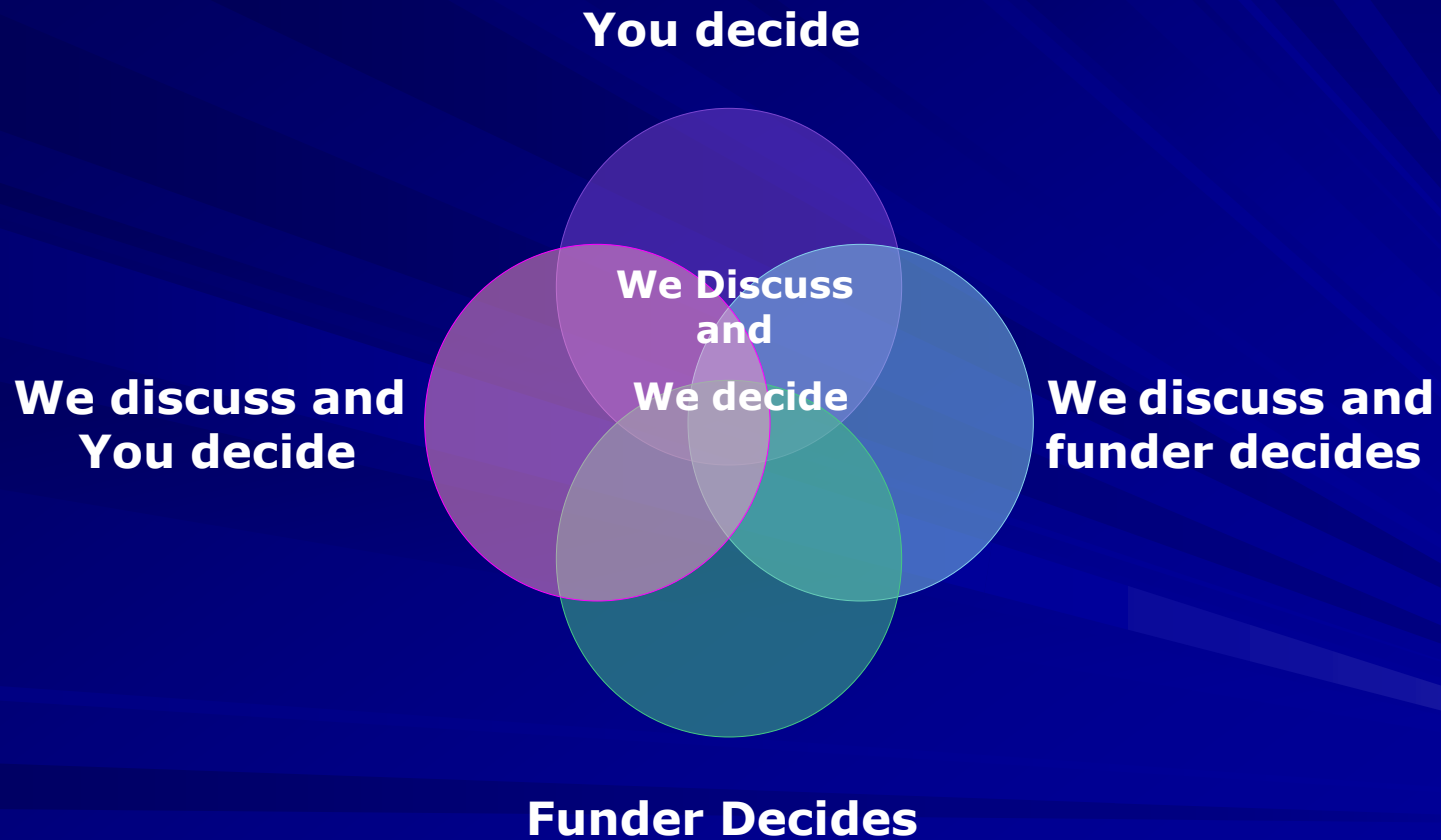 You decide
We Discuss
and
We decide
We discuss and
You decide
We discuss and
funder decides
Funder Decides